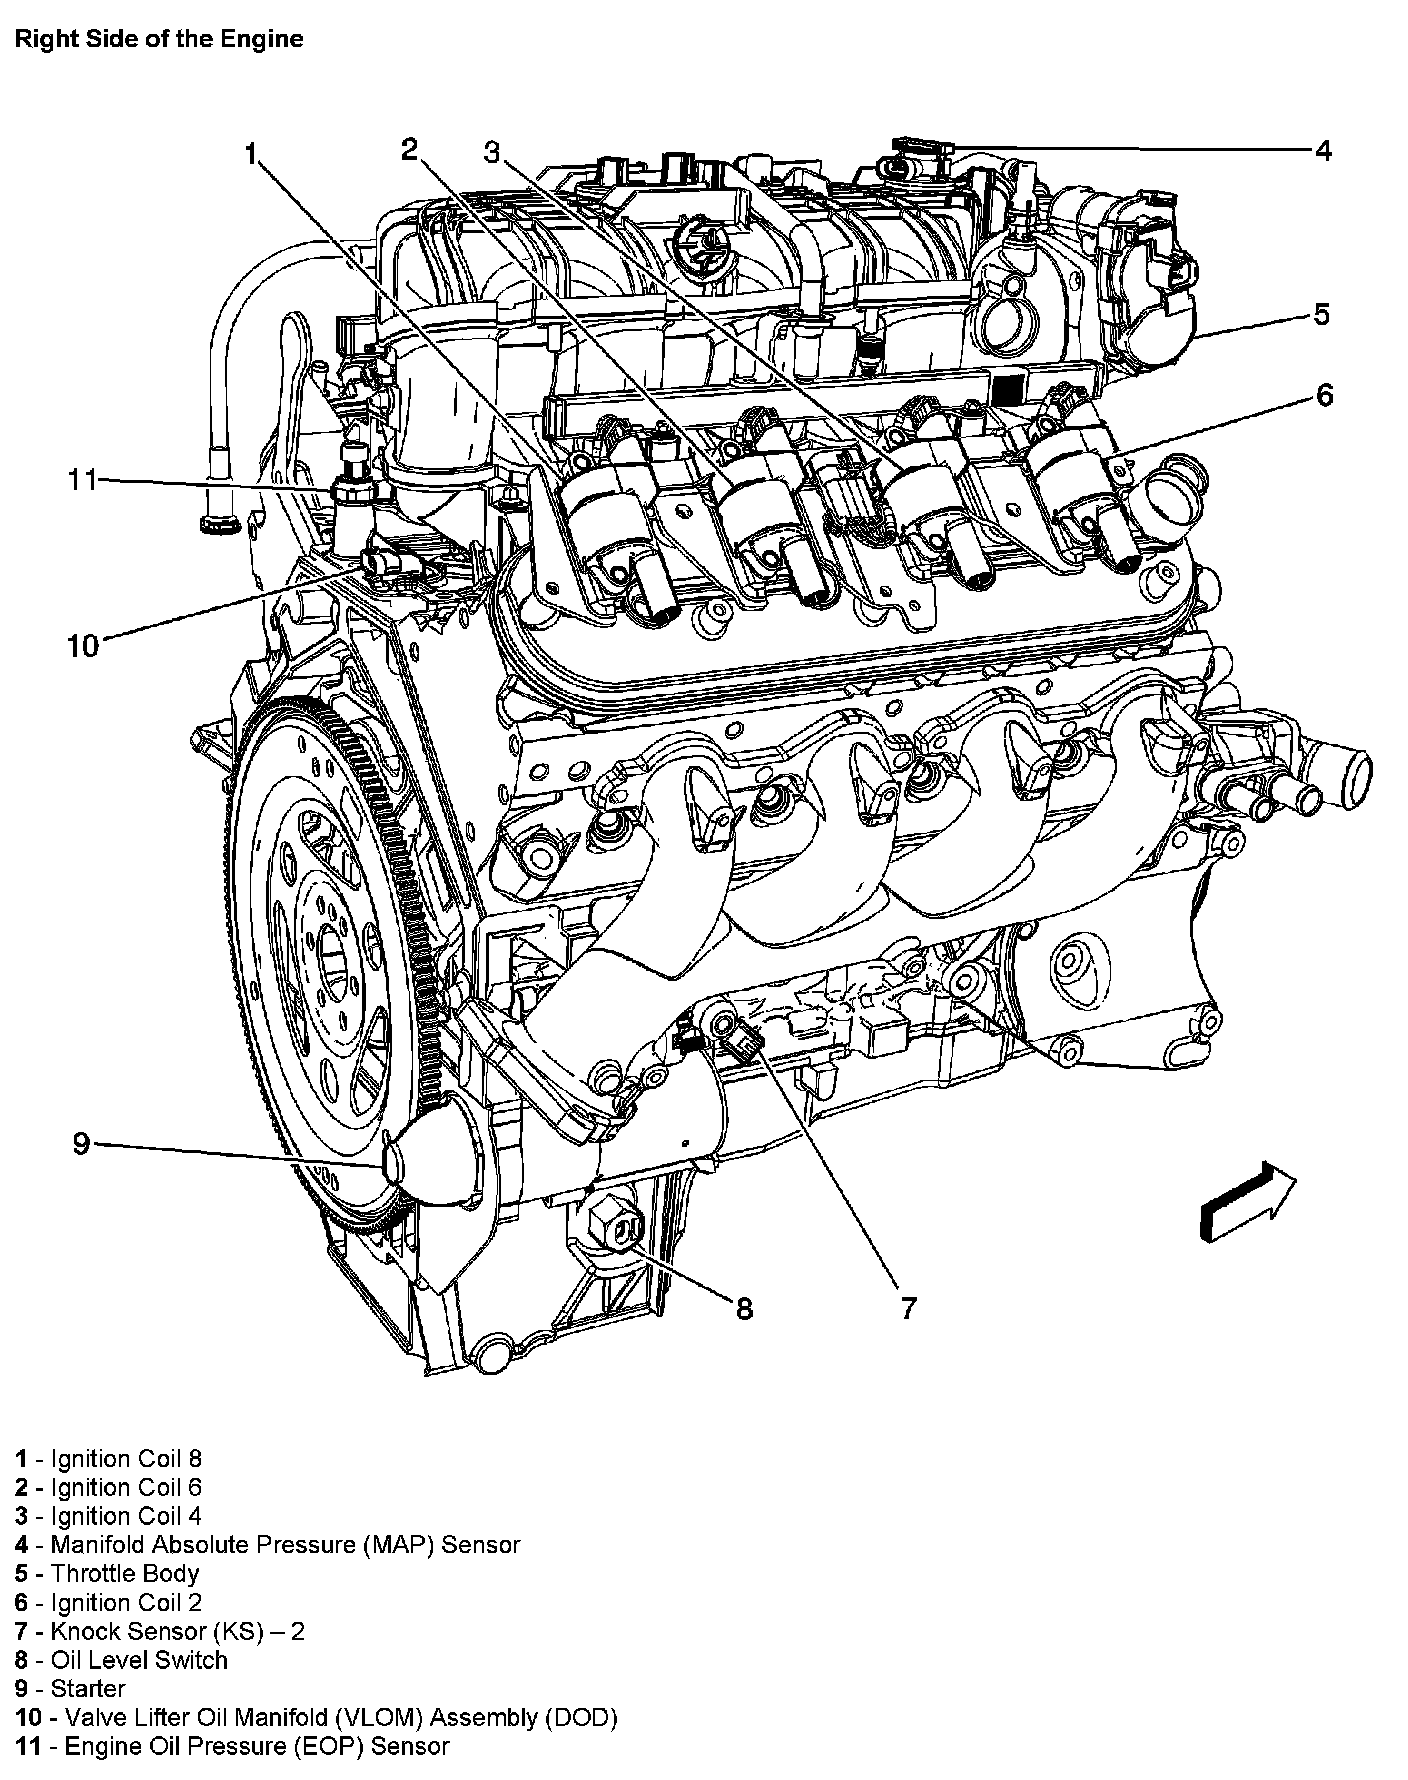 Right Side of the Engine
1
2
3
4
5
6
11
10
9
8
7
1 - Ignition Coil 8
2 - Ignition Coil 6
3 - Ignition Coil 4
4 - Manifold Absolute Pressure (MAP) Sensor
5 - Throttle Body
6 - Ignition Coil 2
7 - Knock Sensor (KS) – 2
8 - Oil Level Switch
9 - Starter
10 - Valve Lifter Oil Manifold (VLOM) Assembly (DOD)
11 - Engine Oil Pressure (EOP) Sensor